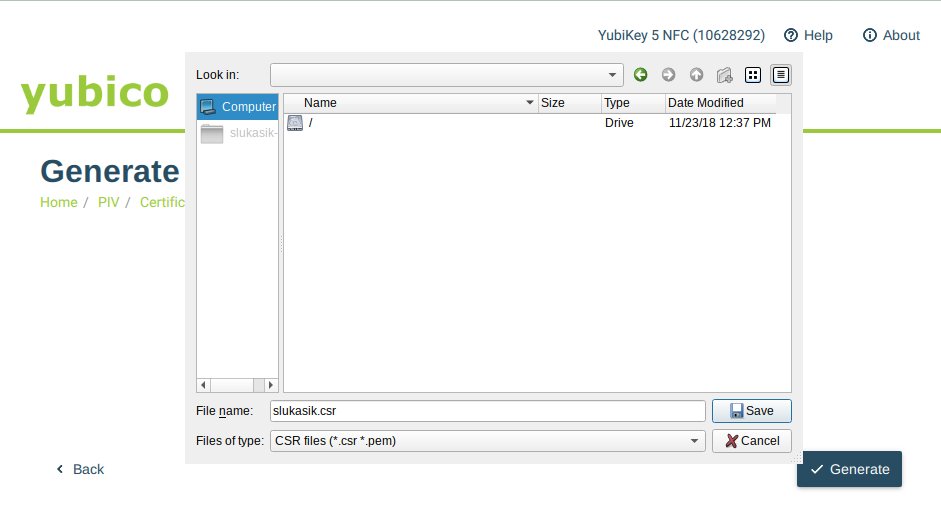 YubiKey 5 NFC (10628292) Help About
yubico
Look in:
Name Size Type Date Modified
Computer
/ Drive 11/23/18 12:37 PM
slukasik-
Generate
Home / PIV / Certific
File name: slukasik.csr Save
Files of type: CSR files (*.csr *.pem) Cancel
Back Generate